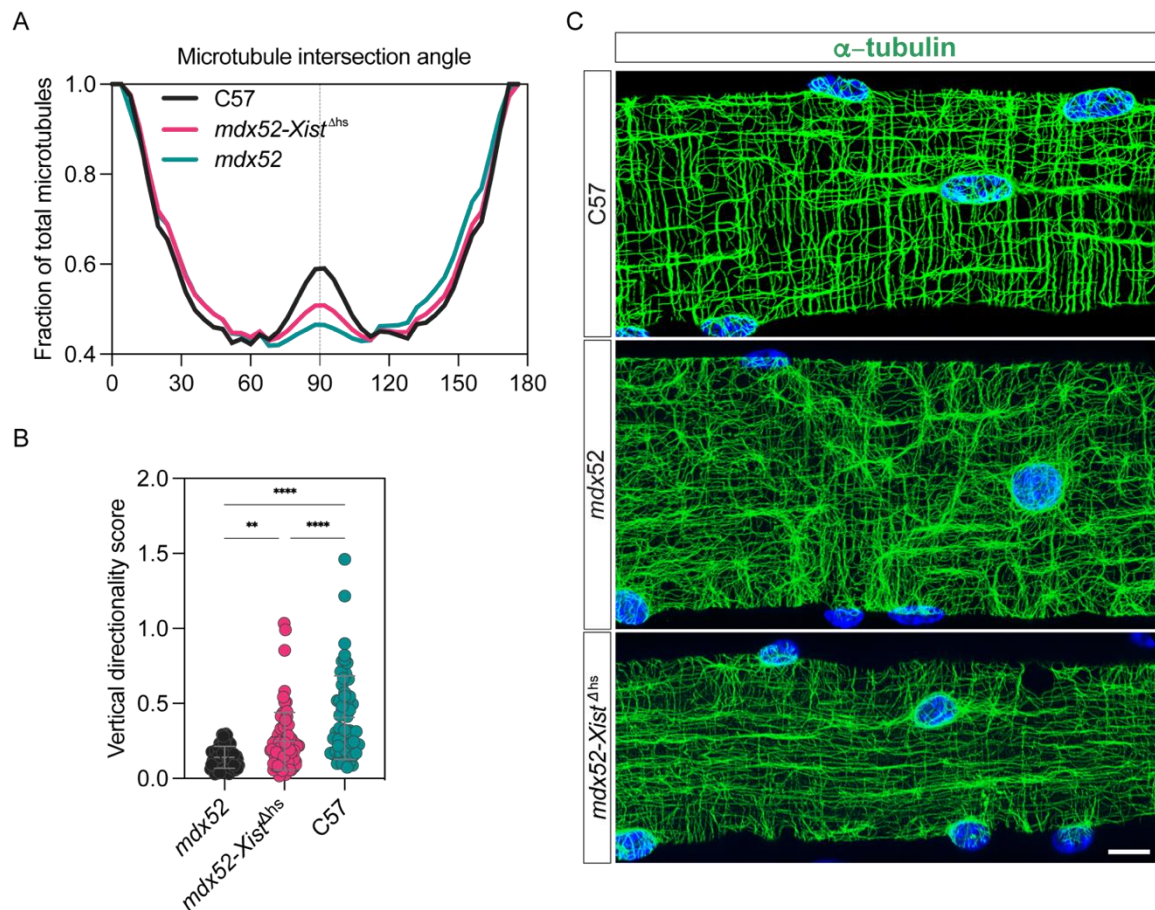 A
Microtubule intersection angle
Fraction of total microtubules
1.0
0.8
0.6
0.4
C57
mdx52-Xist^Δhs
mdx52
0
30
60
90
120
150
180
B
Vertical directionality score
2.0
1.5
1.0
0.5
0.0
****
**
****
mdx52
mdx52-Xist^Δhs
C57
C
α-tubulin
C57
mdx52
mdx52-Xist^Δhs